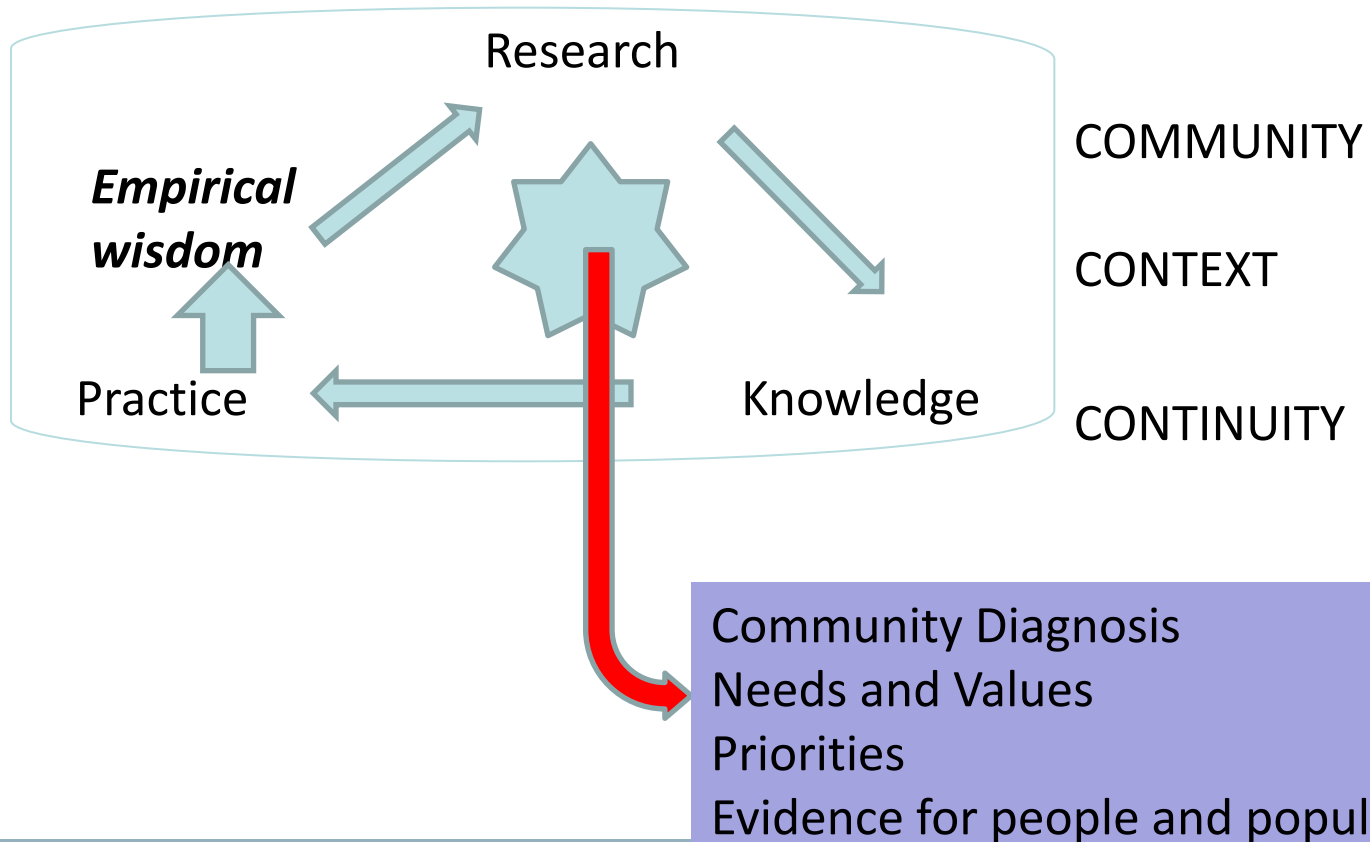 Research
COMMUNITY
Empirical
wisdom
CONTEXT
Practice
Knowledge
CONTINUITY
Community Diagnosis
Needs and Values
Priorities
Evidence for people and popul